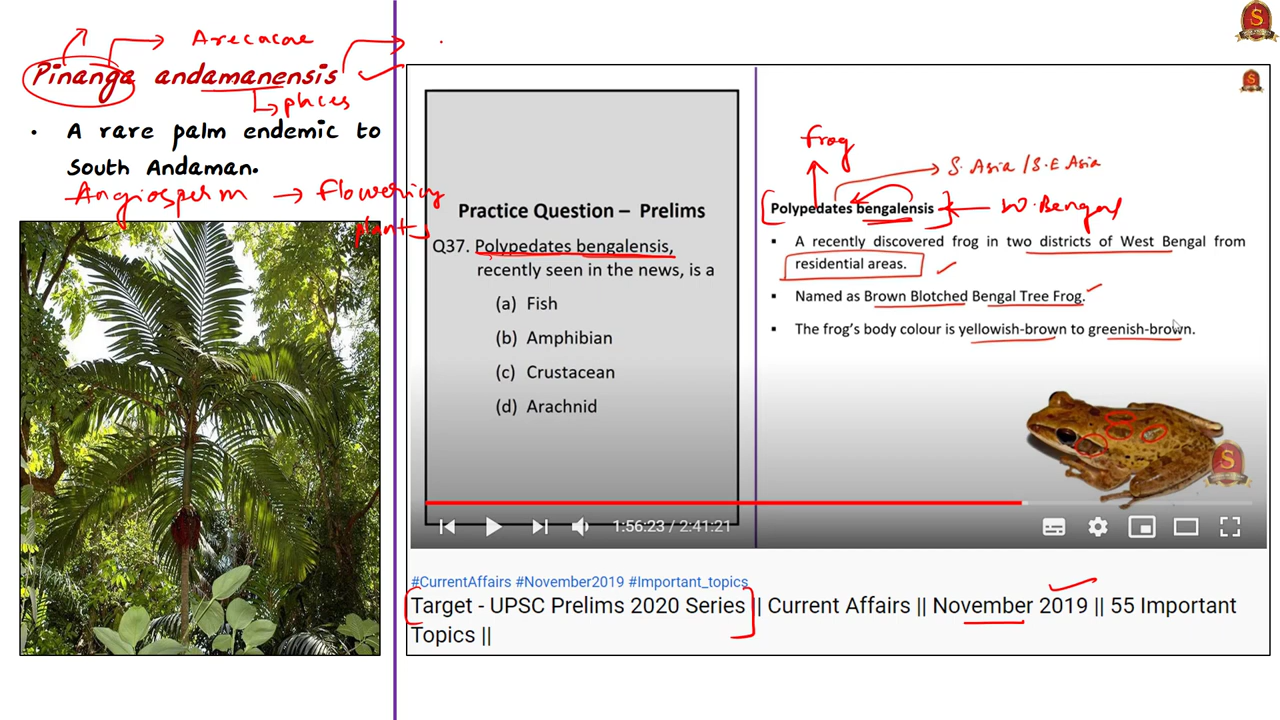 Arecacae
Pinanga andamanensis
places
• A rare palm endemic to
South Andaman.
Angiosperm → Flowering
plant
Practice Question – Prelims
Q37. Polypedates bengalensis,
recently seen in the news, is a
(a) Fish
(b) Amphibian
(c) Crustacean
(d) Arachnid
frog
S. Asia / S.E Asia
Polypedates bengalensis
W. Bengal
▪ A recently discovered frog in two districts of West Bengal from
residential areas.
▪ Named as Brown Blotched Bengal Tree Frog.
▪ The frog's body colour is yellowish-brown to greenish-brown.
1:56:23 / 2:41:21
#CurrentAffairs #November2019 #Important_topics
Target - UPSC Prelims 2020 Series || Current Affairs || November 2019 || 55 Important
Topics ||